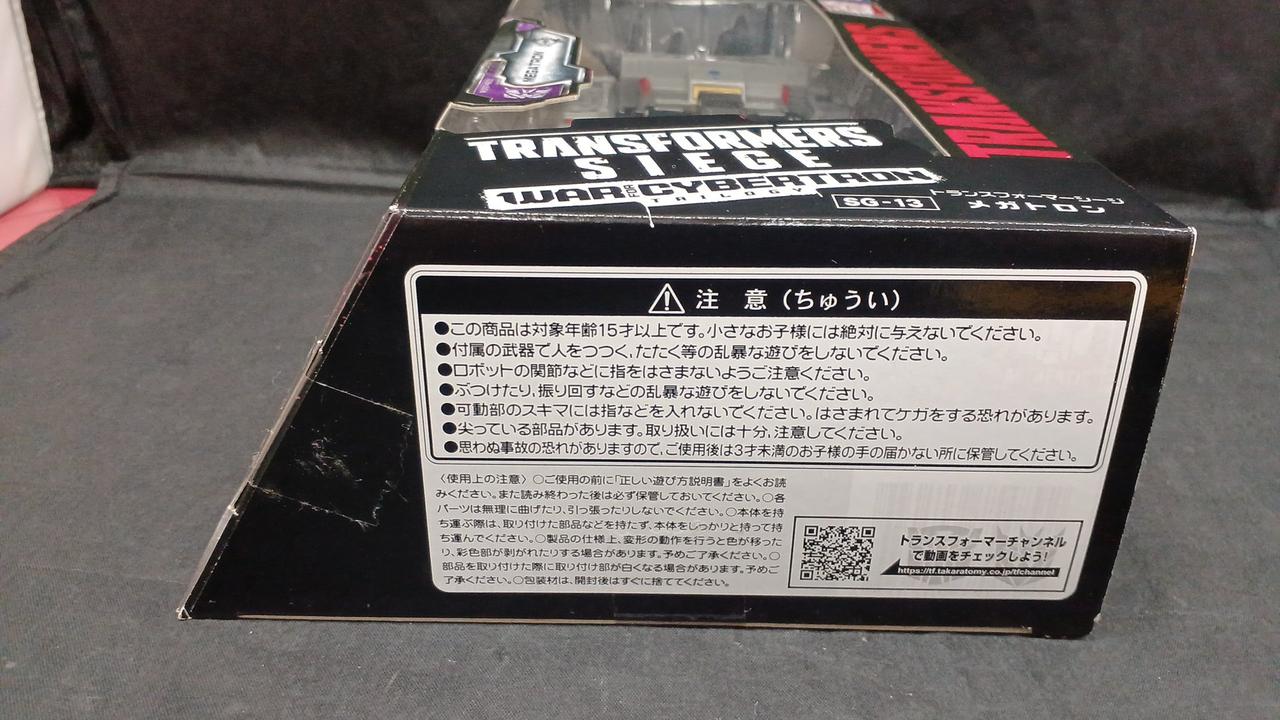 MEGATRON
TRANSFORMERS
TRANSFORMERS
SIEGE
WAR FOR CYBERTRON
TRILOGY
SG-13
トランスフォーマーシージ
メガトロン
注 意（ちゅうい）
●この商品は対象年齢15才以上です。小さなお子様には絶対に与えないでください。
●付属の武器で人をつつく、たたく等の乱暴な遊びをしないでください。
●ロボットの関節などに指をはさまないようご注意ください。
●ぶつけたり、振り回すなどの乱暴な遊びをしないでください。
●可動部のスキマには指などを入れないでください。はさまれてケガをする恐れがあります。
●尖っている部品があります。取り扱いには十分、注意してください。
●思わぬ事故の恐れがありますので、ご使用後は3才未満のお子様の手の届かない所に保管してください。
〈使用上の注意〉○ご使用の前に「正しい遊び方説明書」をよくお読
みください。また読み終わった後は必ず保管しておいてください。○各
パーツは無理に曲げたり、引っ張ったりしないでください。○本体を持
ち運ぶ際は、取り付けた部品などを持たず、本体をしっかりと持って持
ち運んでください。○製品の仕様上、変形の動作を行うと色が移った
り、彩色部が剥がれたりする場合があります。予めご了承ください。○
部品を取り付けた際に取り付け部が白くなる場合があります。予めご
了承ください。○包装材は、開封後はすぐに捨ててください。
トランスフォーマーチャンネル
で動画をチェックしよう!
https://tf.takaratomy.co.jp/tfchannel